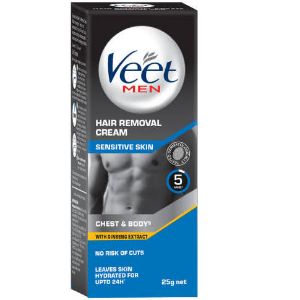 Veet
MEN
HAIR REMOVAL
CREAM
SENSITIVE SKIN
5
CHEST & BODY
WITH GINSENG EXTRACT
NO RISK OF CUTS
LEAVES SKIN
HYDRATED FOR
UPTO 24H
25g net